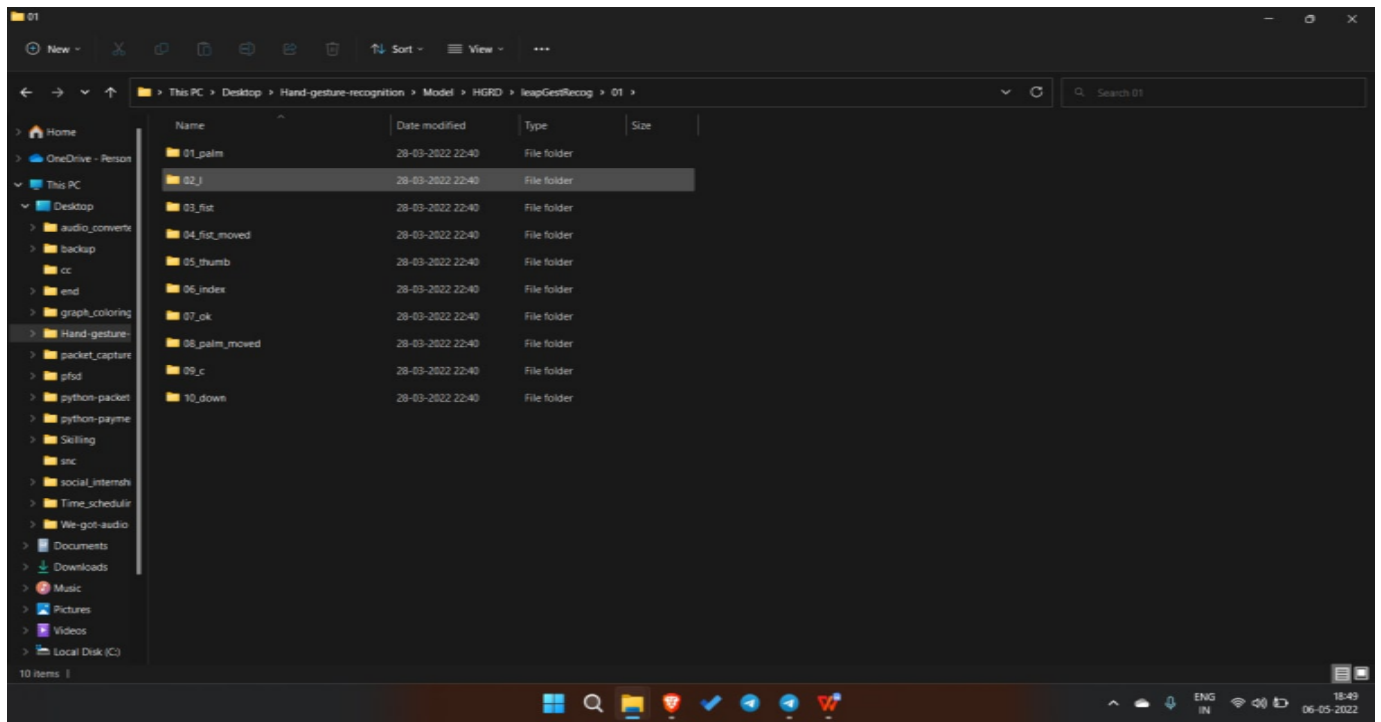 01
New
Sort
View
This PC > Desktop > Hand-gesture-recognition > Model > HGRD > leapGestRecog > 01 >
Search 01
Name Date modified Type Size
Home
OneDrive - Person
This PC
Desktop
audio_converte
backup
cc
end
graph_coloring
Hand-gesture-
packet_capture
pfsd
python-packet
python-payme
Skilling
snc
social_internshi
Time_schedulir
We-got-audio
Documents
Downloads
Music
Pictures
Videos
Local Disk (C:)
01_palm 28-03-2022 22:40 File folder
02_l 28-03-2022 22:40 File folder
03_fist 28-03-2022 22:40 File folder
04_fist_moved 28-03-2022 22:40 File folder
05_thumb 28-03-2022 22:40 File folder
06_index 28-03-2022 22:40 File folder
07_ok 28-03-2022 22:40 File folder
08_palm_moved 28-03-2022 22:40 File folder
09_c 28-03-2022 22:40 File folder
10_down 28-03-2022 22:40 File folder
10 items
ENG
IN
18:49
06-05-2022